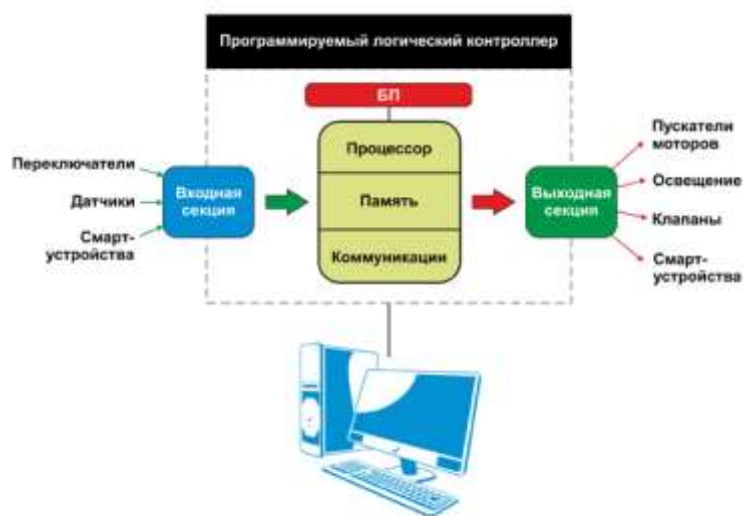 Программируемый логический контроллер
БП
Процессор
Память
Коммуникации
Переключатели
Датчики
Смарт-
устройства
Входная
секция
Выходная
секция
Пускатели
моторов
Освещение
Клапаны
Смарт-
устройства